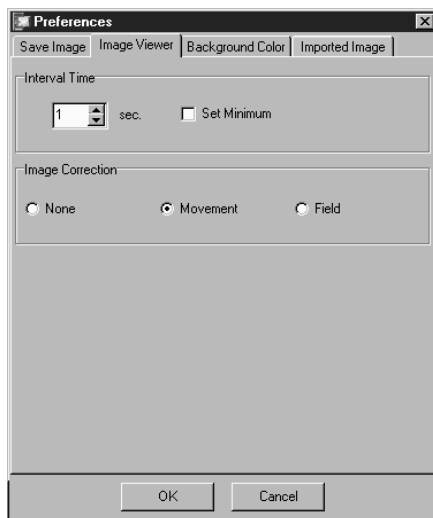 Preferences
Save Image Image Viewer Background Color Imported Image
Interval Time
1 sec. Set Minimum
Image Correction
None Movement Field
OK Cancel